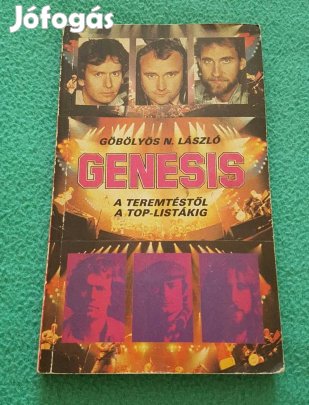 Jófogás
GÖBÖLYÖS N. LÁSZLÓ
GENESIS
A TEREMTÉSTŐL
A TOP-LISTÁKIG